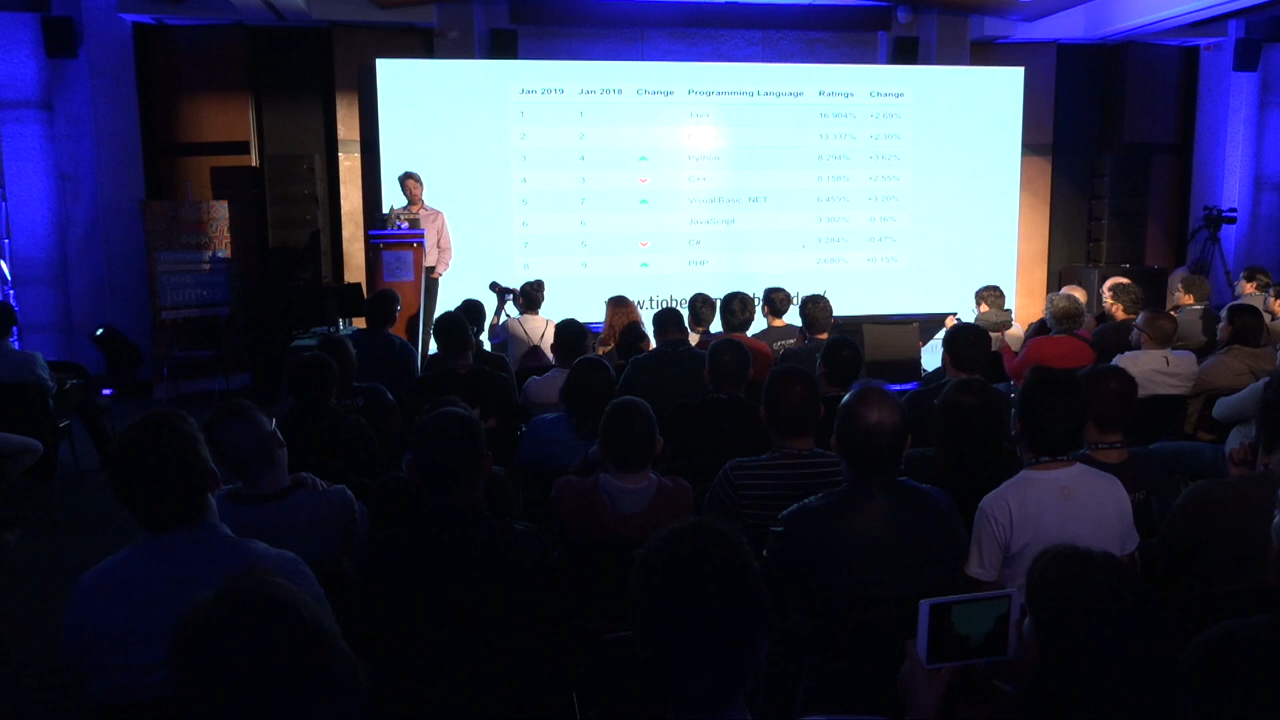 Jan 2019 Jan 2018 Change Programming Language Ratings Change
1 1 Java 16.904% +2.69%
2 2 13.337% +2.30%
3 4 Python 8.294% +3.62%
4 3 C++ 8.158% +2.55%
5 7 Visual Basic .NET 6.459% +3.20%
6 6 JavaScript 3.302% -0.16%
7 5 C# 3.284% -0.47%
8 9 PHP 2.680% +0.15%
juntos